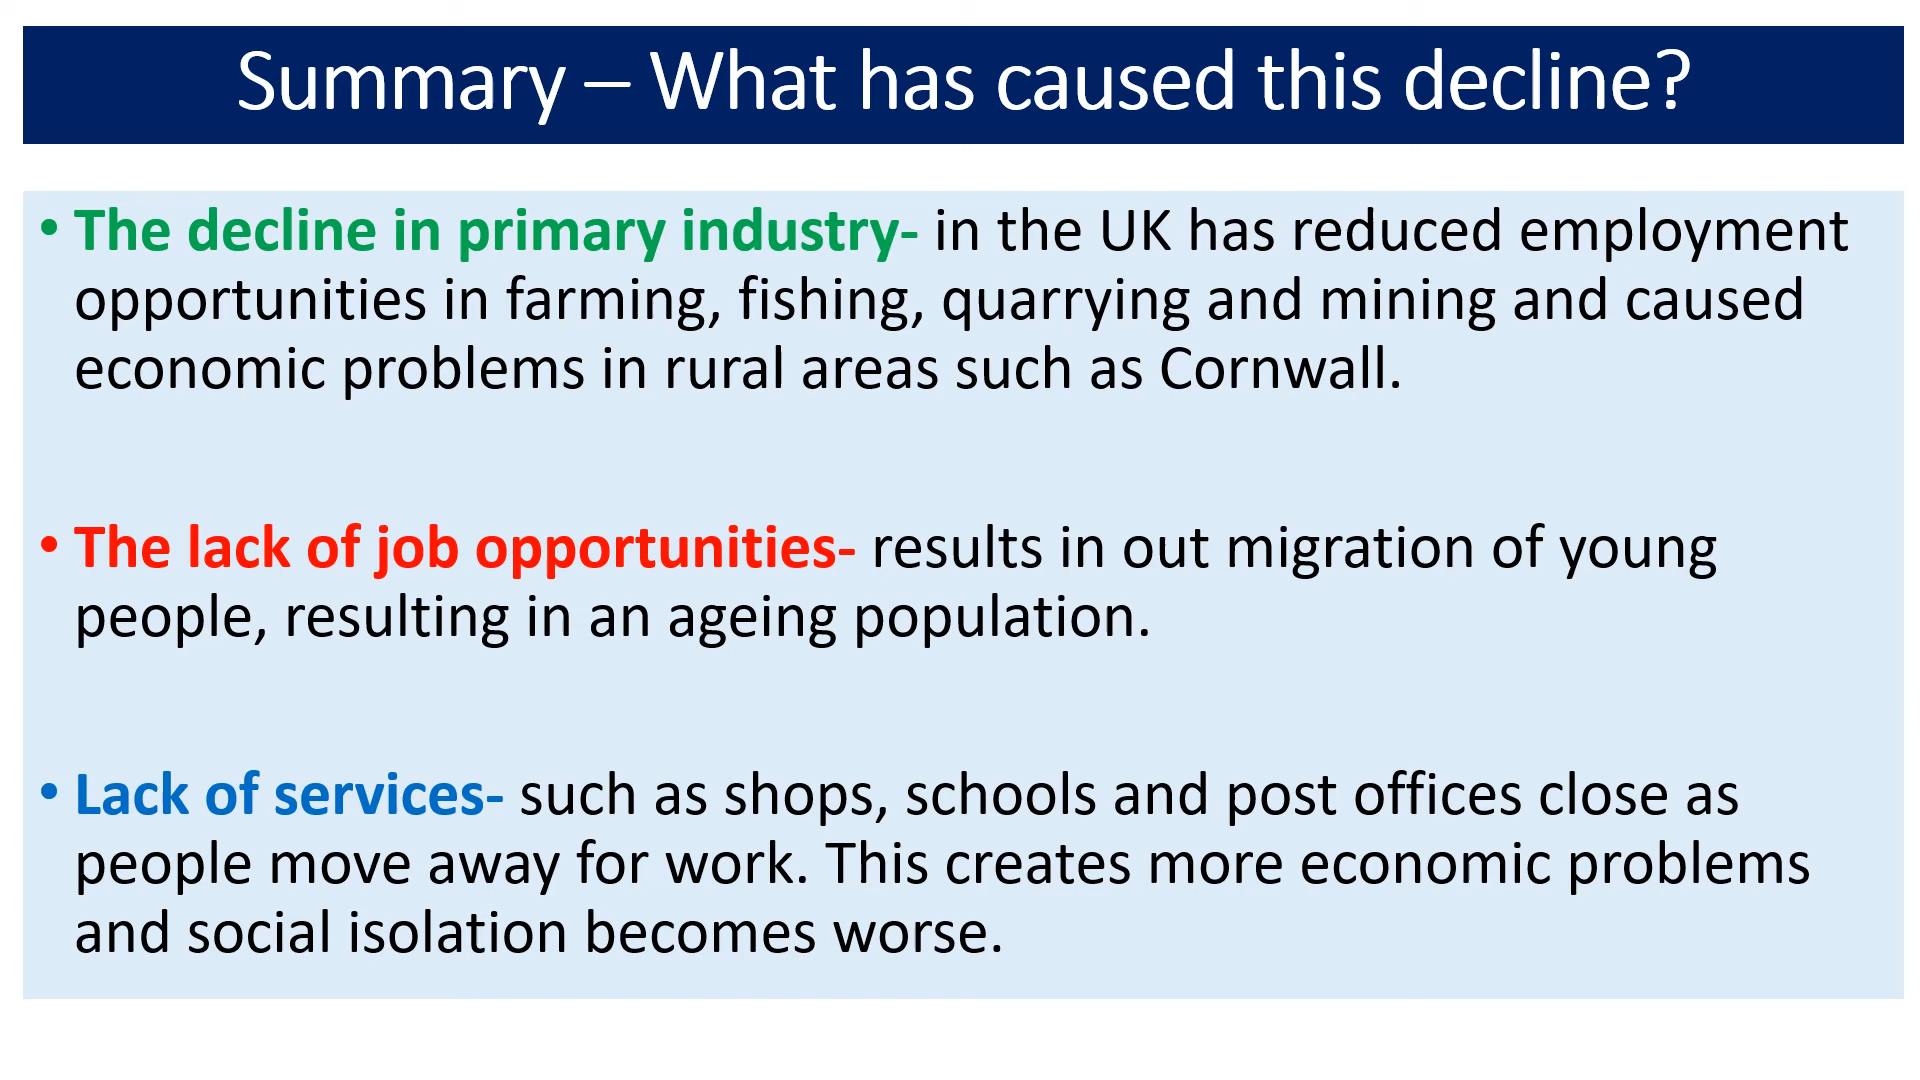 Summary – What has caused this decline?
• The decline in primary industry- in the UK has reduced employment
opportunities in farming, fishing, quarrying and mining and caused
economic problems in rural areas such as Cornwall.
• The lack of job opportunities- results in out migration of young
people, resulting in an ageing population.
• Lack of services- such as shops, schools and post offices close as
people move away for work. This creates more economic problems
and social isolation becomes worse.